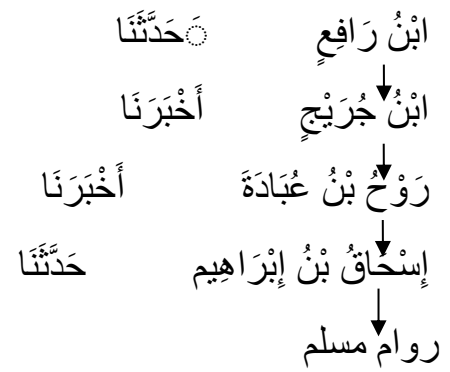 ابْنُ رَافِعٍ َحَدَّثَنَا
ابْنُ جُرَيْجٍ أَخْبَرَنَا
رَوْحُ بْنُ عُبَادَةَ أَخْبَرَنَا
إِسْحَاقُ بْنُ إِبْرَاهِيم حَدَّثَنَا
روام مسلم